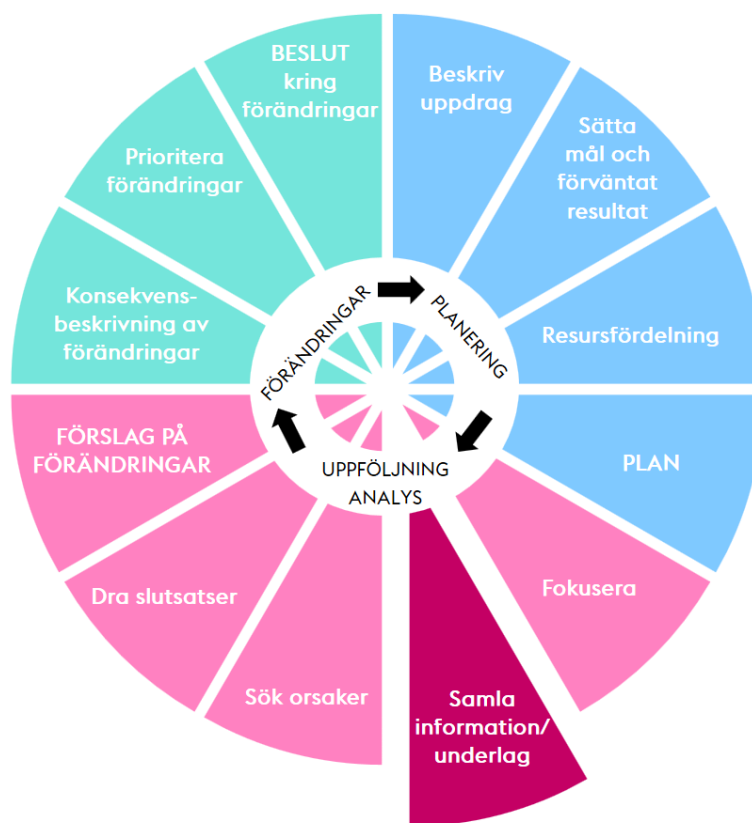 BESLUT
kring
förändringar
Beskriv
uppdrag
Sätta
mål och
förväntat
resultat
Resursfördelning
PLAN
Fokusera
Samla
information/
underlag
Sök orsaker
Dra slutsatser
FÖRSLAG PÅ
FÖRÄNDRINGAR
Konsekvens-
beskrivning av
förändringar
Prioritera
förändringar
FÖRÄNDRINGAR
PLANERING
UPPFÖLJNING
ANALYS